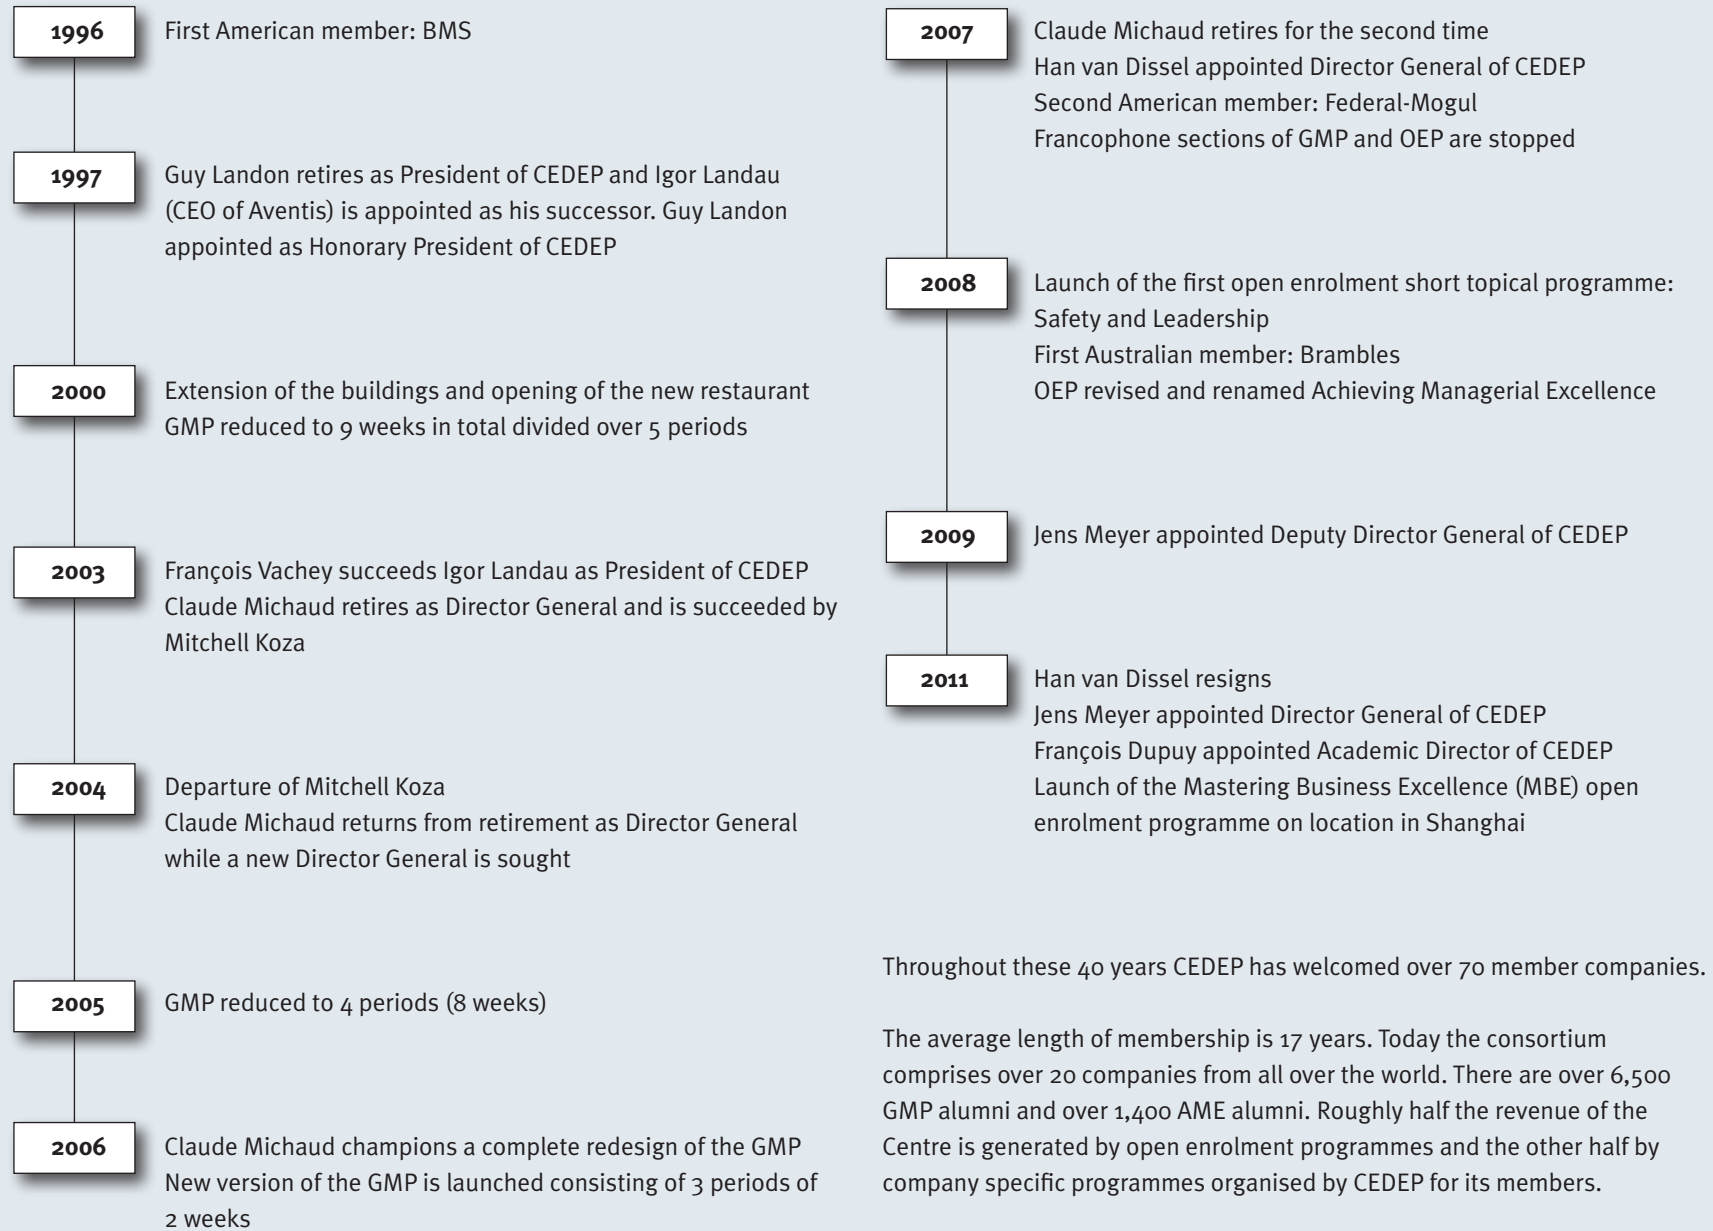 1996
First American member: BMS
1997
Guy Landon retires as President of CEDEP and Igor Landau
(CEO of Aventis) is appointed as his successor. Guy Landon
appointed as Honorary President of CEDEP
2000
Extension of the buildings and opening of the new restaurant
GMP reduced to 9 weeks in total divided over 5 periods
2003
François Vachey succeeds Igor Landau as President of CEDEP
Claude Michaud retires as Director General and is succeeded by
Mitchell Koza
2004
Departure of Mitchell Koza
Claude Michaud returns from retirement as Director General
while a new Director General is sought
2005
GMP reduced to 4 periods (8 weeks)
2006
Claude Michaud champions a complete redesign of the GMP
New version of the GMP is launched consisting of 3 periods of
2 weeks
2007
Claude Michaud retires for the second time
Han van Dissel appointed Director General of CEDEP
Second American member: Federal-Mogul
Francophone sections of GMP and OEP are stopped
2008
Launch of the first open enrolment short topical programme:
Safety and Leadership
First Australian member: Brambles
OEP revised and renamed Achieving Managerial Excellence
2009
Jens Meyer appointed Deputy Director General of CEDEP
2011
Han van Dissel resigns
Jens Meyer appointed Director General of CEDEP
François Dupuy appointed Academic Director of CEDEP
Launch of the Mastering Business Excellence (MBE) open
enrolment programme on location in Shanghai
Throughout these 40 years CEDEP has welcomed over 70 member companies.
The average length of membership is 17 years. Today the consortium
comprises over 20 companies from all over the world. There are over 6,500
GMP alumni and over 1,400 AME alumni. Roughly half the revenue of the
Centre is generated by open enrolment programmes and the other half by
company specific programmes organised by CEDEP for its members.